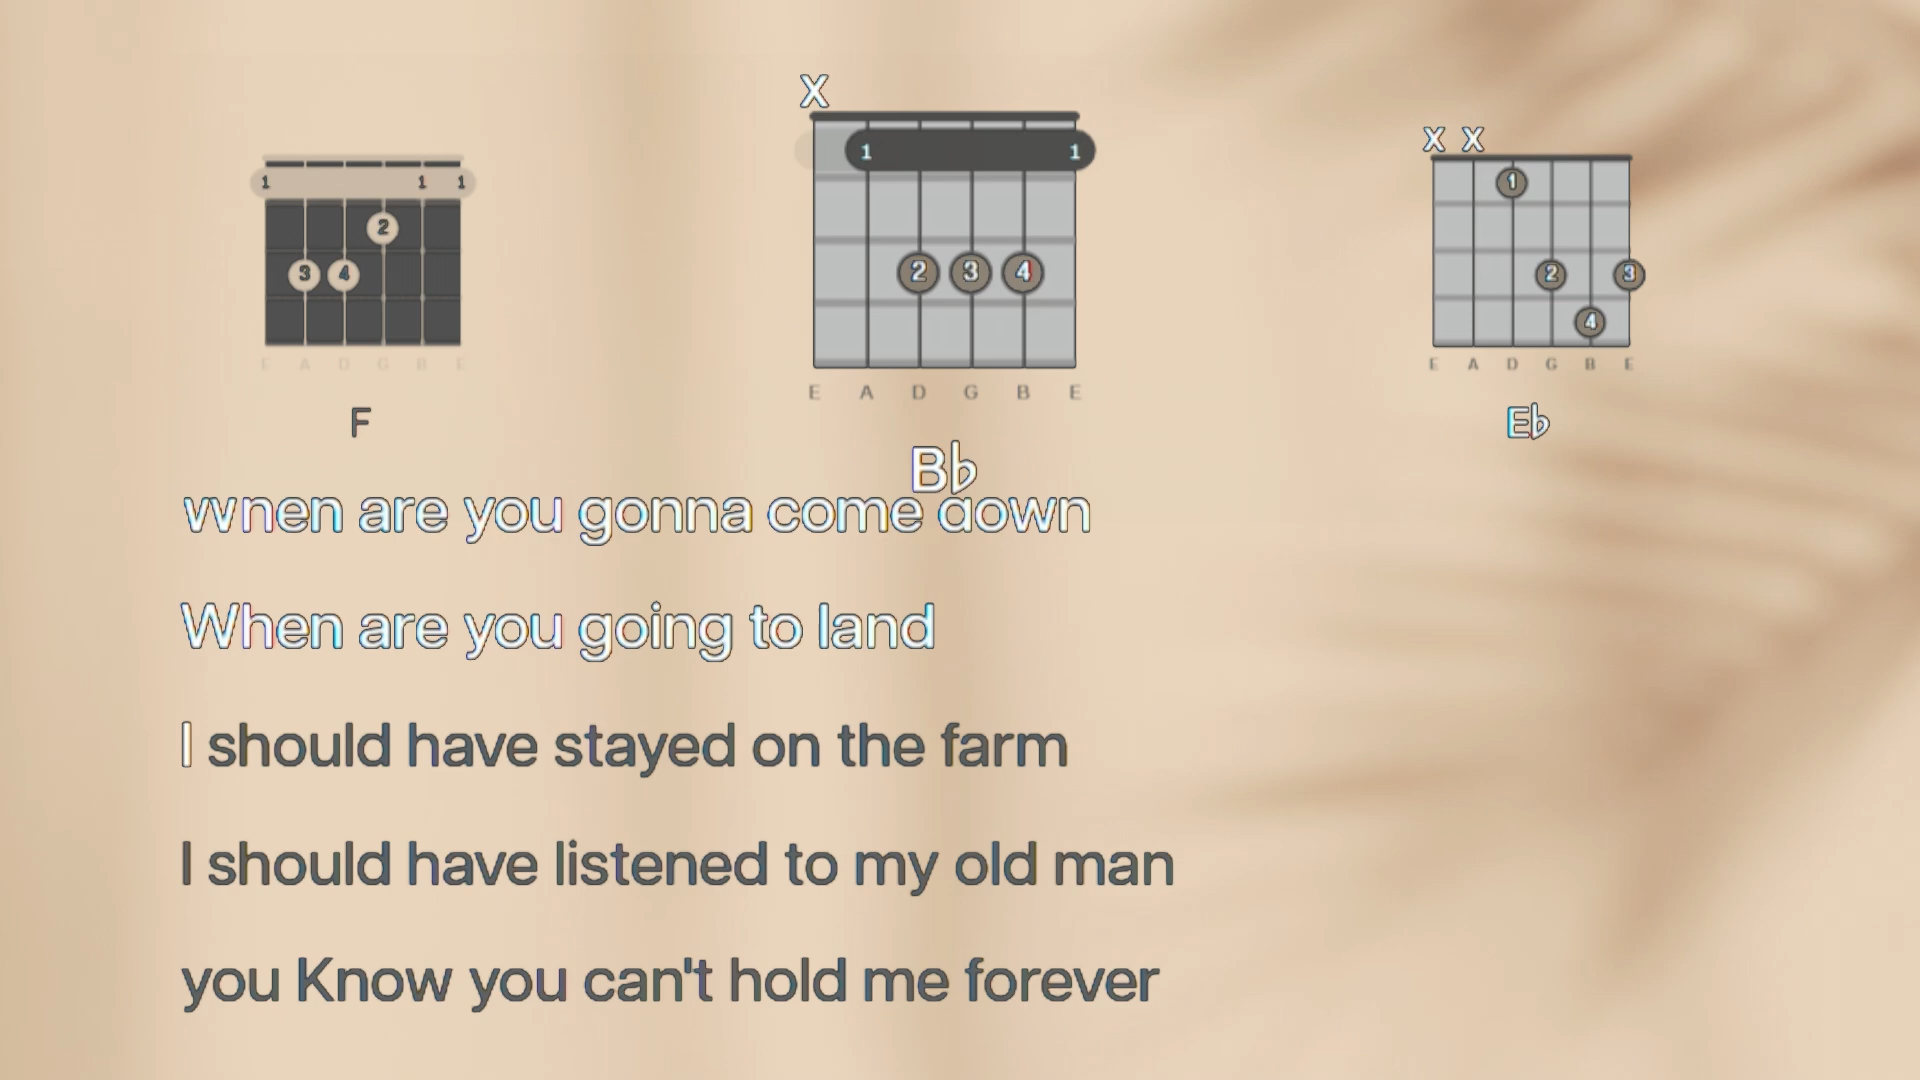 X
X X
1 1 1
2
3 4
E A D G B E
F
1 1
2 3 4
E A D G B E
B♭
1
2 3
4
E A D G B E
E♭
When are you gonna come down
When are you going to land
I should have stayed on the farm
I should have listened to my old man
you Know you can't hold me forever